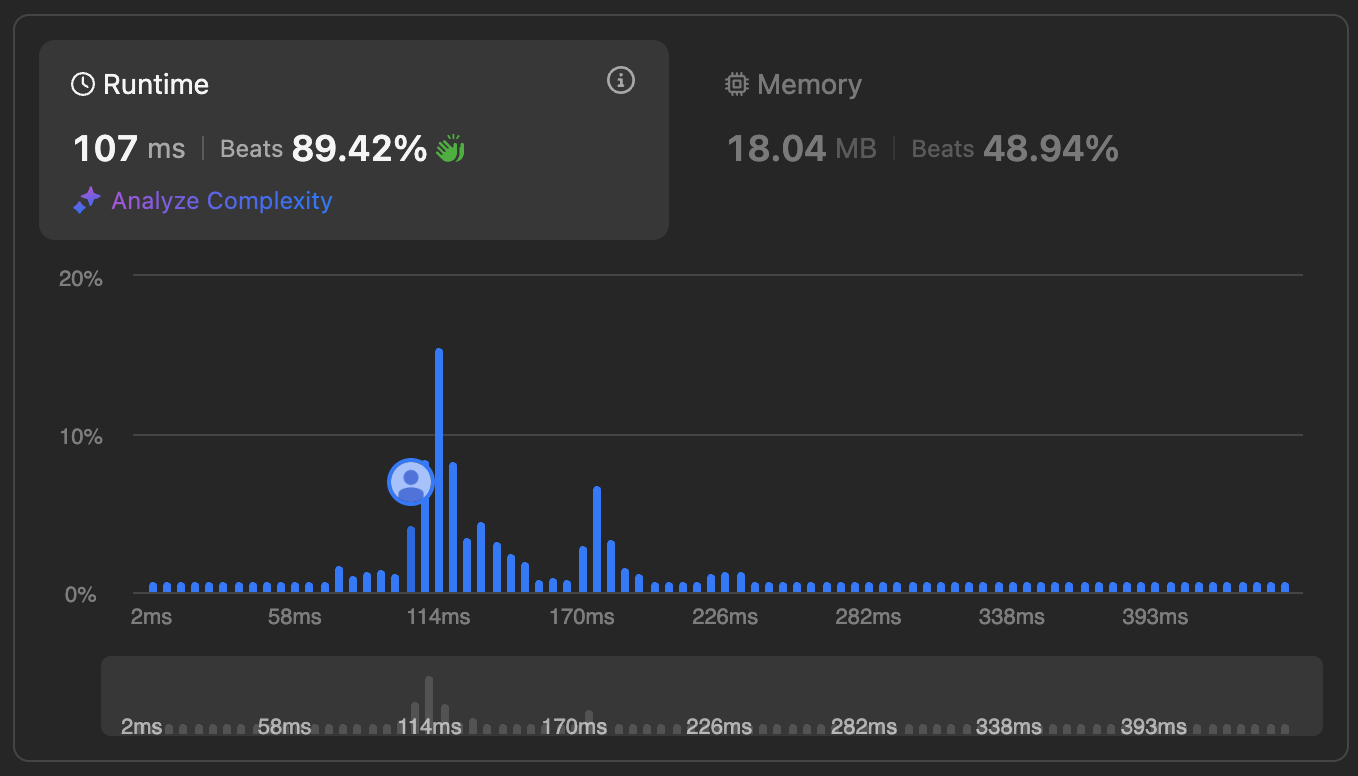 Runtime
107 ms | Beats 89.42%
Analyze Complexity
Memory
18.04 MB | Beats 48.94%
20%
10%
0%
2ms 58ms 114ms 170ms 226ms 282ms 338ms 393ms
2ms 58ms 114ms 170ms 226ms 282ms 338ms 393ms